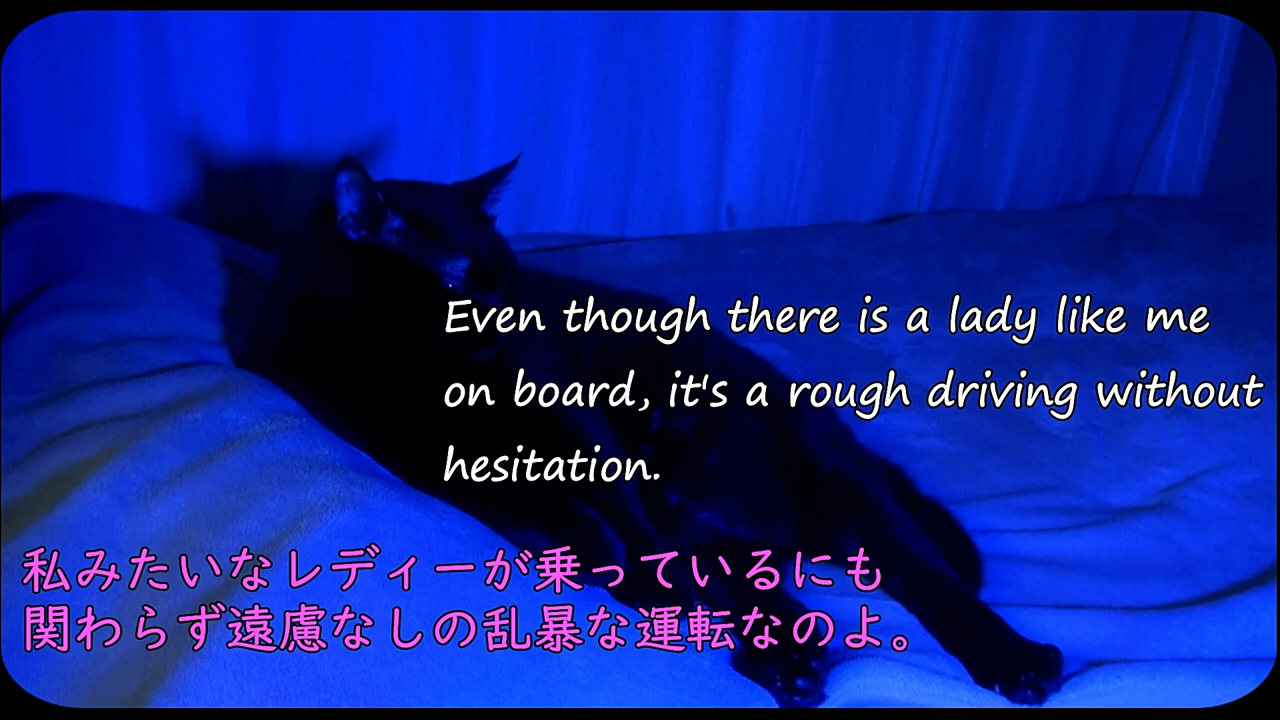 Even though there is a lady like me
on board, it's a rough driving without
hesitation.
私みたいなレディーが乗っているにも
関わらず遠慮なしの乱暴な運転なのよ。